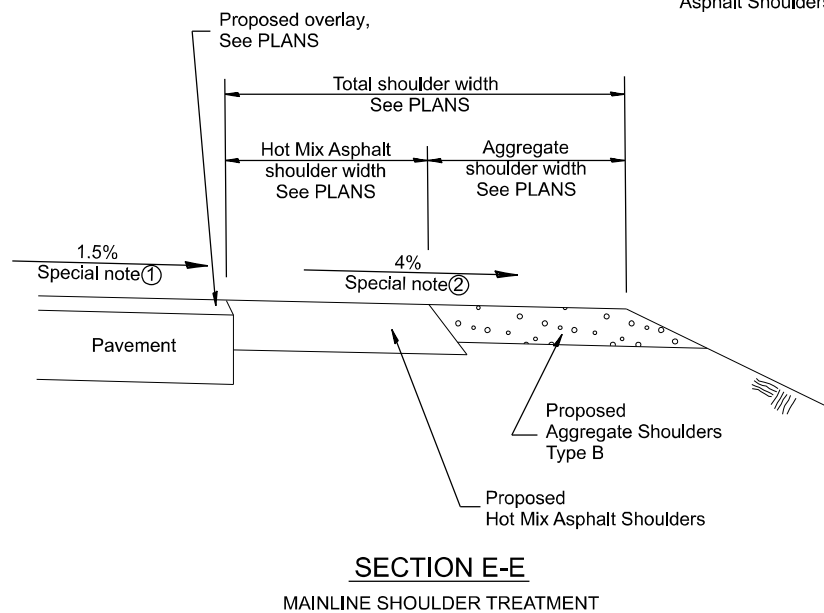 Asphalt Shoulders
Proposed overlay,
See PLANS
Total shoulder width
See PLANS
Hot Mix Asphalt
shoulder width
See PLANS
Aggregate
shoulder width
See PLANS
1.5%
Special note①
4%
Special note②
Pavement
Proposed
Aggregate Shoulders
Type B
Proposed
Hot Mix Asphalt Shoulders
SECTION E-E
MAINLINE SHOULDER TREATMENT